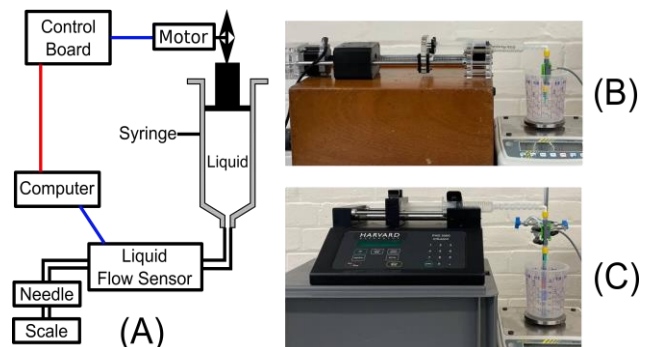 Control
Board
Motor
Syringe
Liquid
Computer
Liquid
Flow Sensor
Needle
Scale
(A)
(B)
HARVARD
(C)